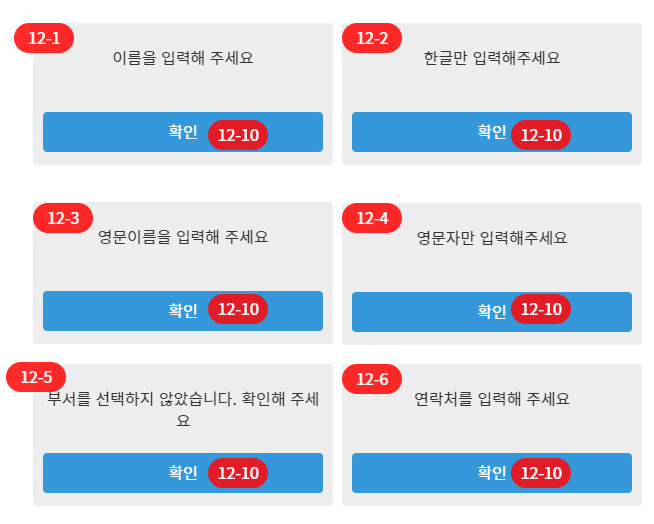 12-1
이름을 입력해 주세요
확인 12-10
12-2
한글만 입력해주세요
확인 12-10
12-3
영문이름을 입력해 주세요
확인 12-10
12-4
영문자만 입력해주세요
확인 12-10
12-5
부서를 선택하지 않았습니다. 확인해 주세
요
확인 12-10
12-6
연락처를 입력해 주세요
확인 12-10